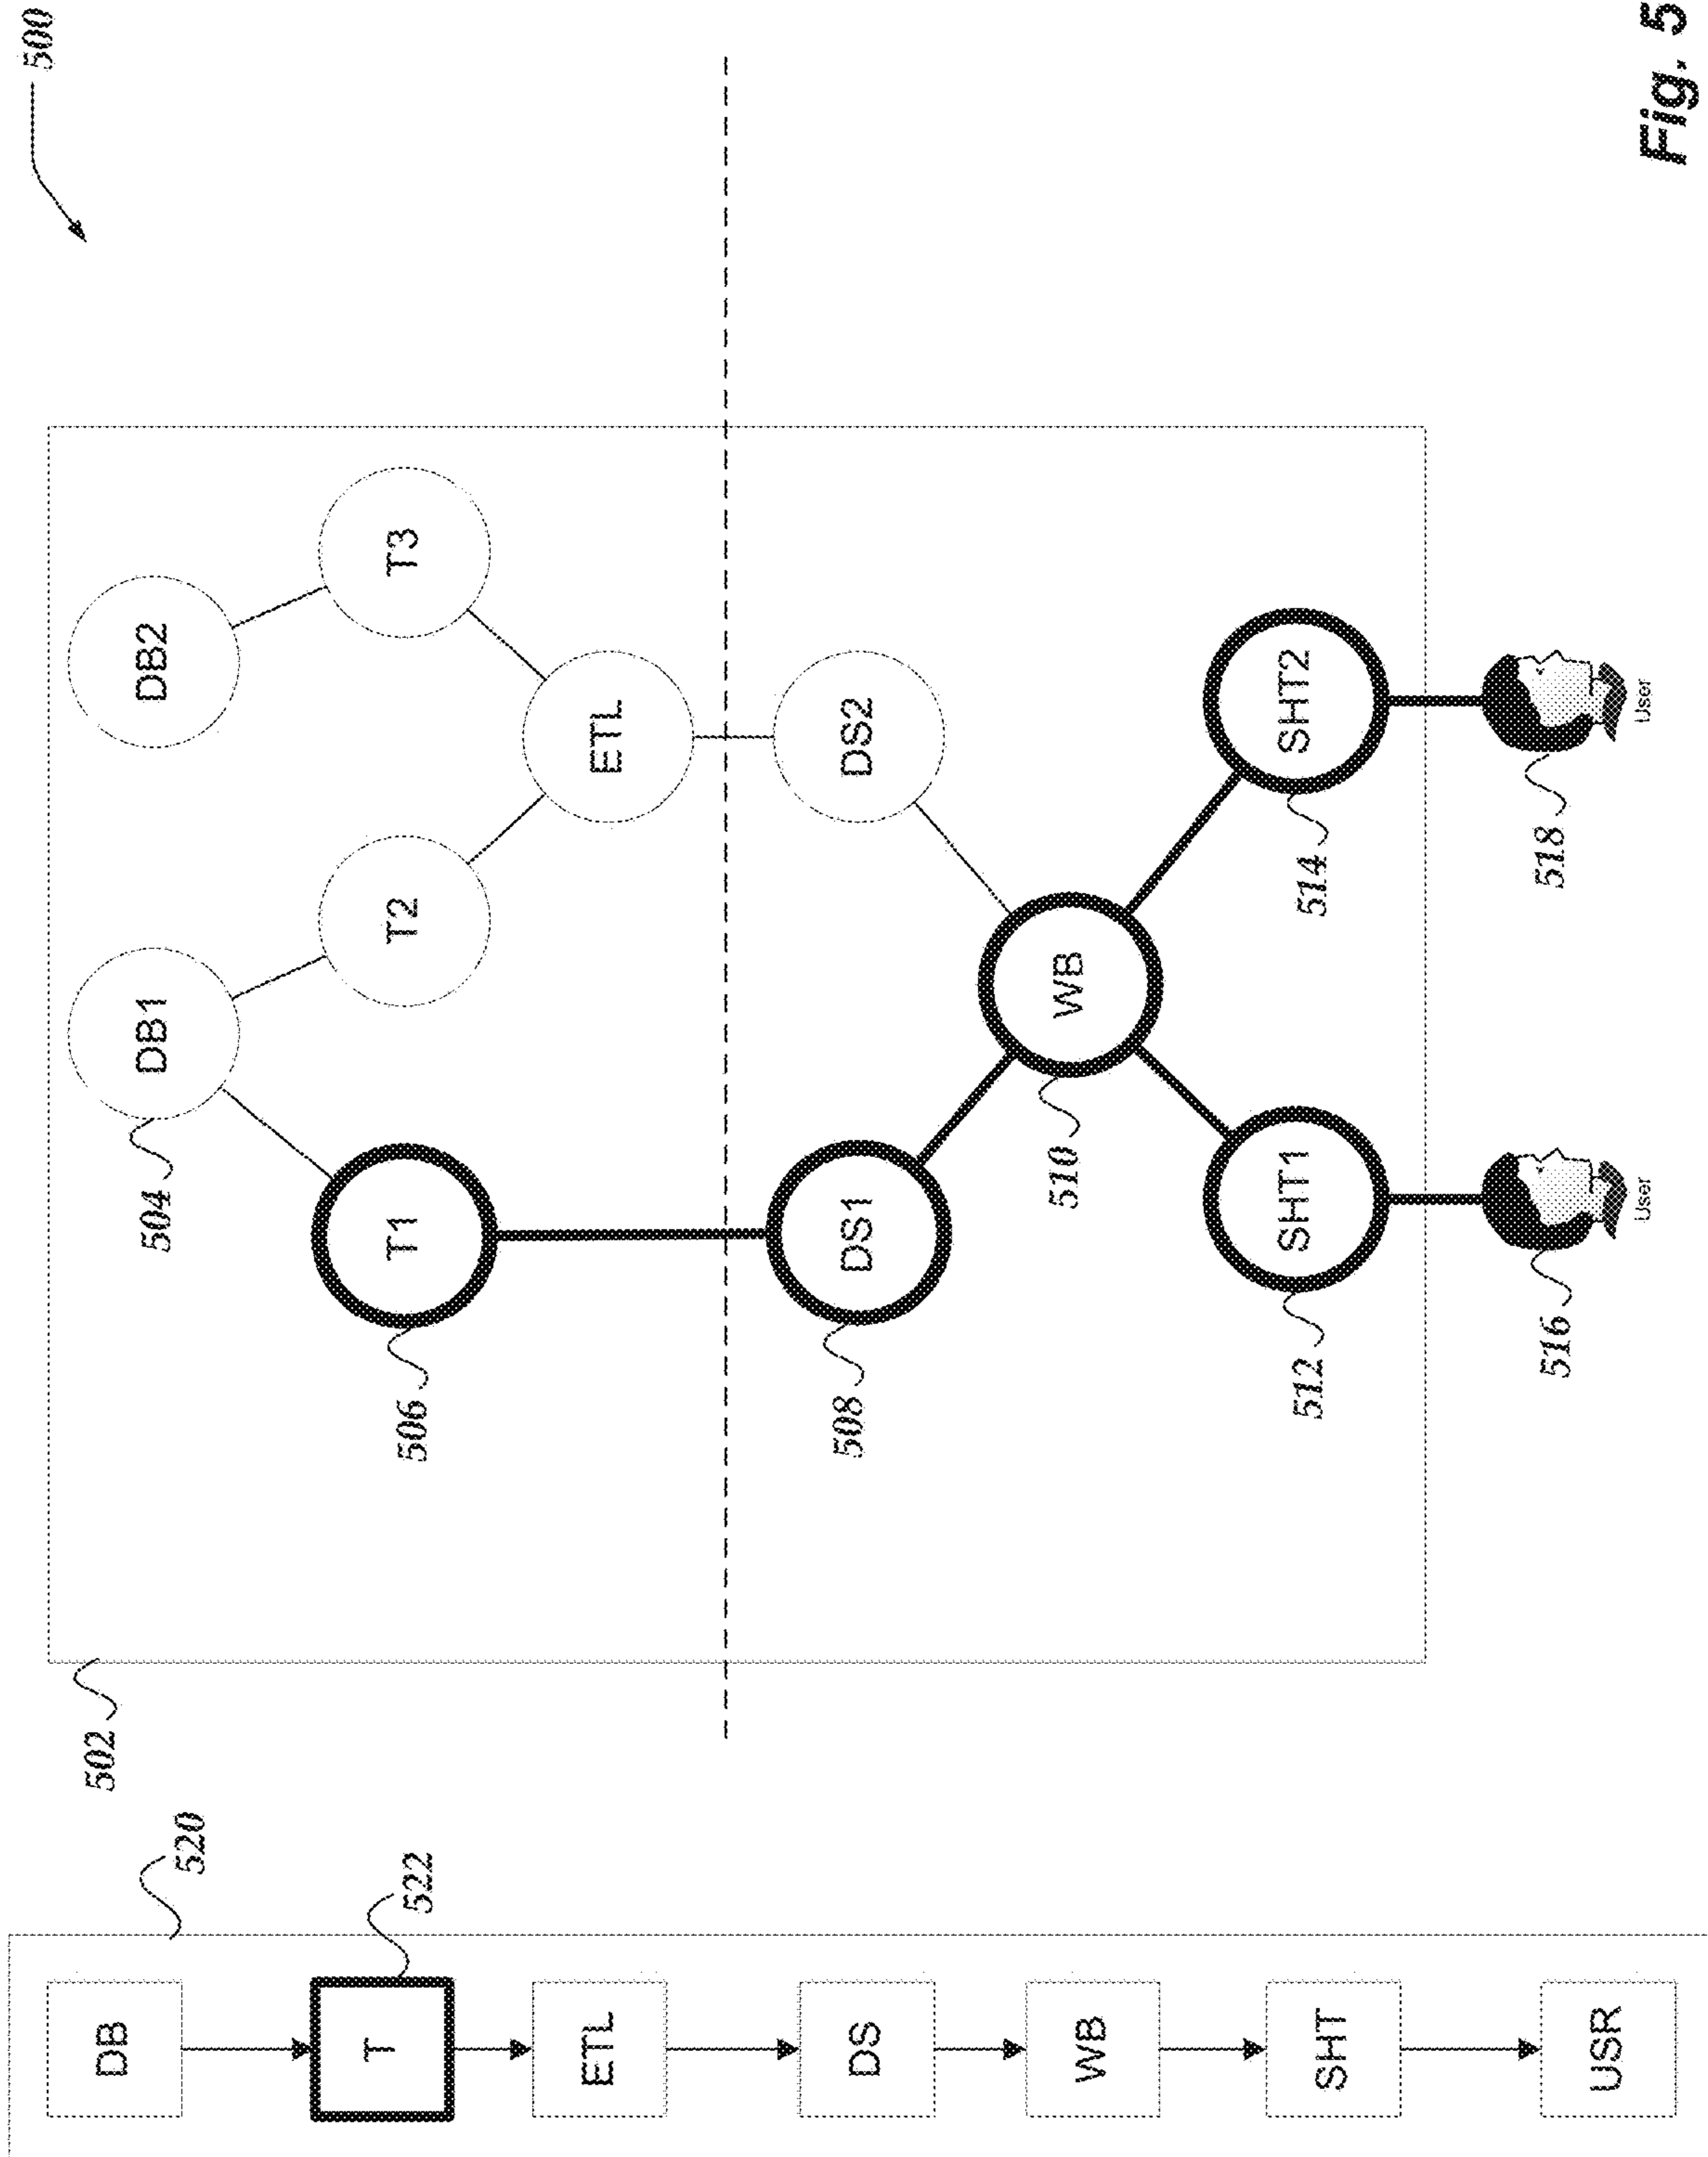 500
502
DB1
DB2
504
T1
T2
T3
506
ETL
DS1
DS2
508
WB
510
SHT1
SHT2
512
514
User
User
516
518
520
DB
T
522
ETL
DS
WB
SHT
USR
Fig. 5